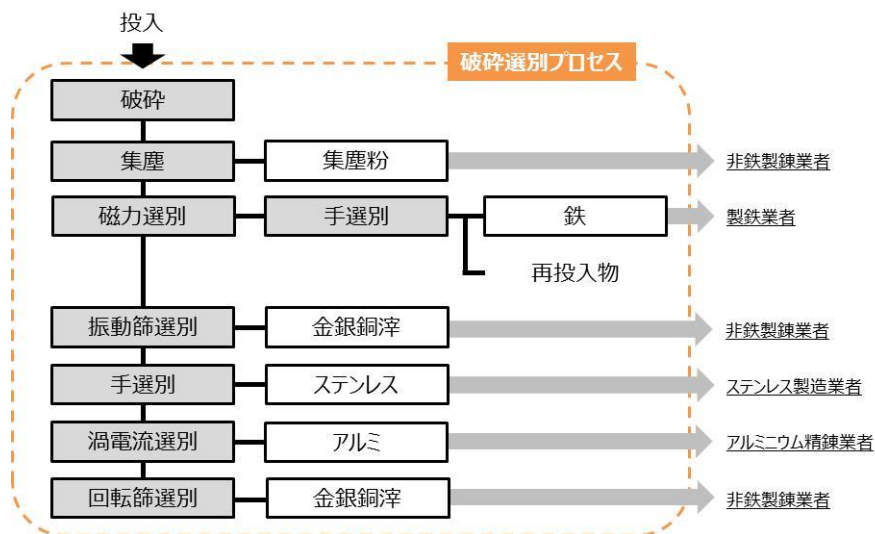 投入
破砕選別プロセス
破砕
集塵
集塵粉
非鉄製錬業者
磁力選別
手選別
鉄
製鉄業者
再投入物
振動篩選別
金銀銅滓
非鉄製錬業者
手選別
ステンレス
ステンレス製造業者
渦電流選別
アルミ
アルミニウム精錬業者
回転篩選別
金銀銅滓
非鉄製錬業者